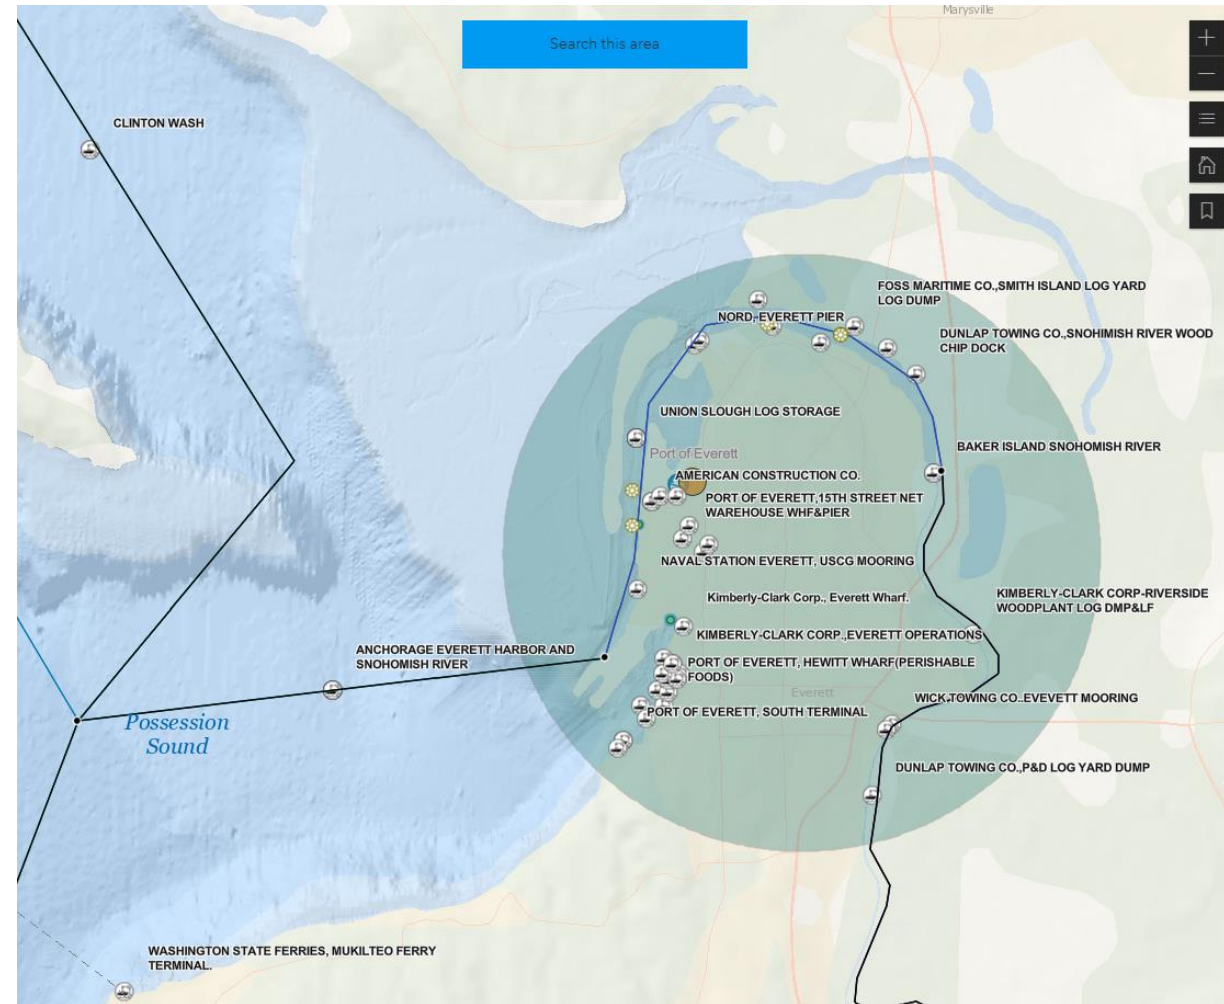 Marysville
Search this area
CLINTON WASH
FOSS MARITIME CO.,SMITH ISLAND LOG YARD
LOG DUMP
NORD, EVERETT PIER
DUNLAP TOWING CO.,SNOHIMISH RIVER WOOD
CHIP DOCK
UNION SLOUGH LOG STORAGE
BAKER ISLAND SNOHOMISH RIVER
Port of Everett
AMERICAN CONSTRUCTION CO.
PORT OF EVERETT,15TH STREET NET
WAREHOUSE WHF&PIER
NAVAL STATION EVERETT, USCG MOORING
Kimberly-Clark Corp., Everett Wharf.
KIMBERLY-CLARK CORP-RIVERSIDE
WOODPLANT LOG DMP&LF
KIMBERLY-CLARK CORP.,EVERETT OPERATIONS
ANCHORAGE EVERETT HARBOR AND
SNOHOMISH RIVER
PORT OF EVERETT, HEWITT WHARF(PERISHABLE
FOODS)
Everett
WICK TOWING CO..EVEVETT MOORING
PORT OF EVERETT, SOUTH TERMINAL
Possession
Sound
DUNLAP TOWING CO.,P&D LOG YARD DUMP
WASHINGTON STATE FERRIES, MUKILTEO FERRY
TERMINAL.